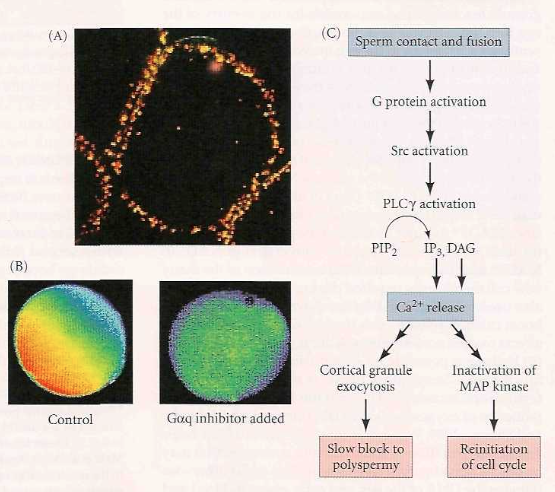 (A)
(B)
Control
Gαq inhibitor added
(C)
Sperm contact and fusion
G protein activation
Src activation
PLCγ activation
PIP₂
IP₃, DAG
Ca²⁺ release
Cortical granule
exocytosis
Inactivation of
MAP kinase
Slow block to
polyspermy
Reinitiation
of cell cycle